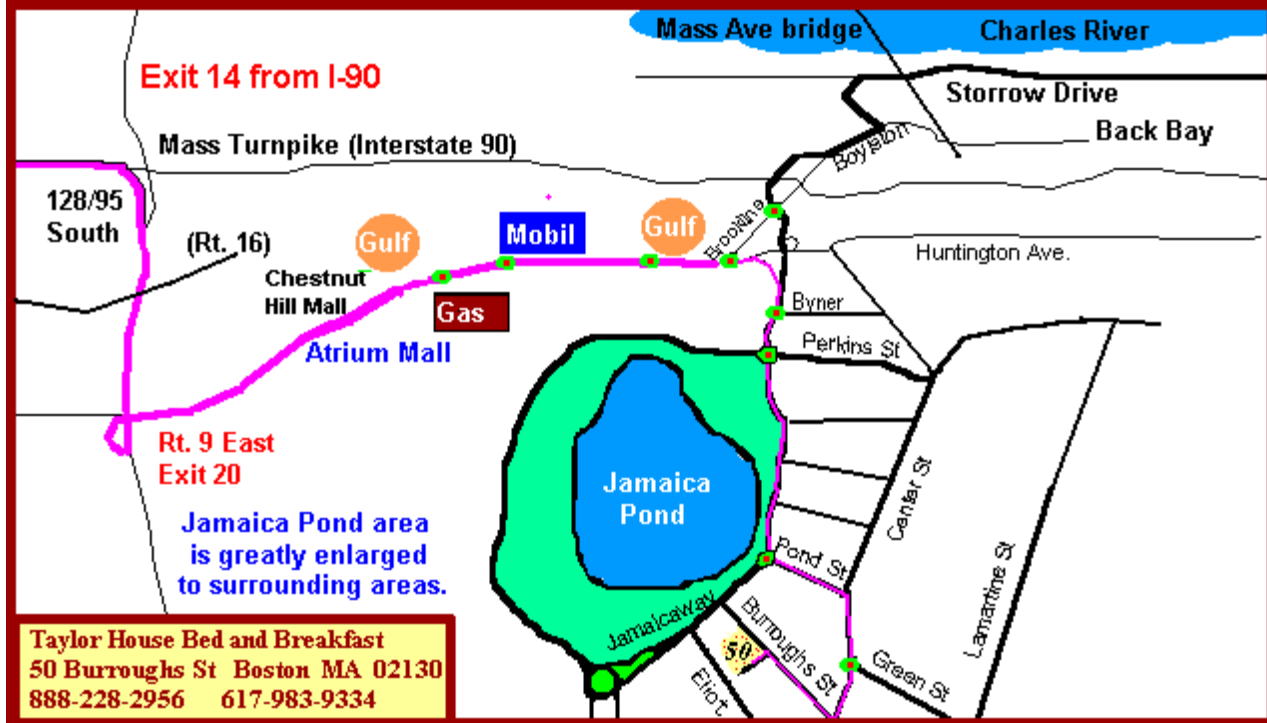 Mass Ave bridge
Charles River
Exit 14 from I-90
Storrow Drive
Boylston
Back Bay
Mass Turnpike (Interstate 90)
128/95
South
(Rt. 16)
Gulf
Mobil
Gulf
Brookline
Huntington Ave.
Chestnut
Hill Mall
Gas
Byner
Atrium Mall
Perkins St
Rt. 9 East
Exit 20
Jamaica
Pond
Center St
Jamaica Pond area
is greatly enlarged
to surrounding areas.
Pond St
Lamartine St
Jamaicaway
Burroughs St
50
Green St
Eliot
Taylor House Bed and Breakfast
50 Burroughs St Boston MA 02130
888-228-2956 617-983-9334